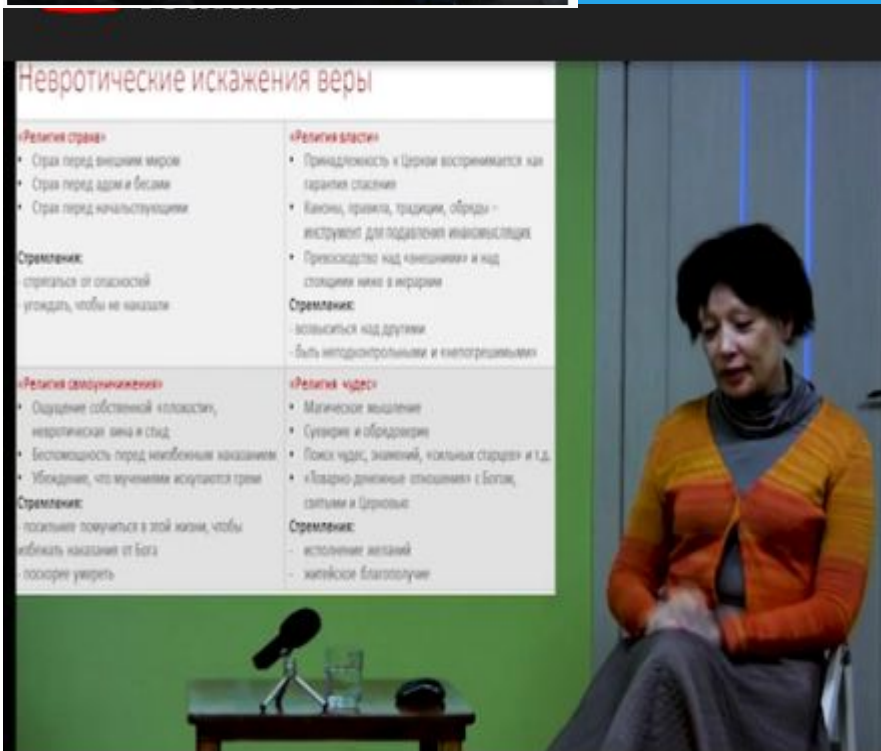 Невротические искажения веры
«Религия страха»
• Страх перед внешним миром
• Страх перед адом и бесами
• Страх перед начальствующими
Стремления:
- спрятаться от опасностей
- угождать, чтобы не наказали
«Религия власти»
• Принадлежность к Церкви воспринимается как
гарантия спасения
• Каноны, правила, традиции, обряды –
инструмент для подавления инакомыслящих
• Превосходство над «внешними» и над
стоящими ниже в иерархии
Стремления:
- возвыситься над другими
- быть неподконтрольными и «непогрешимыми»
«Религия самоуничижения»
• Ощущение собственной «плохости»,
невротическая вина и стыд
• Беспомощность перед неизбежным наказанием
• Убеждение, что мучениями искупаются грехи
Стремления:
- посильнее помучиться в этой жизни, чтобы
избежать наказания от Бога
- поскорее умереть
«Религия чудес»
• Магическое мышление
• Суеверие и обрядоверие
• Поиск чудес, знамений, «сильных старцев» и т.д.
• «Товарно-денежные отношения» с Богом,
святыми и Церковью
Стремления:
- исполнение желаний
- житейское благополучие